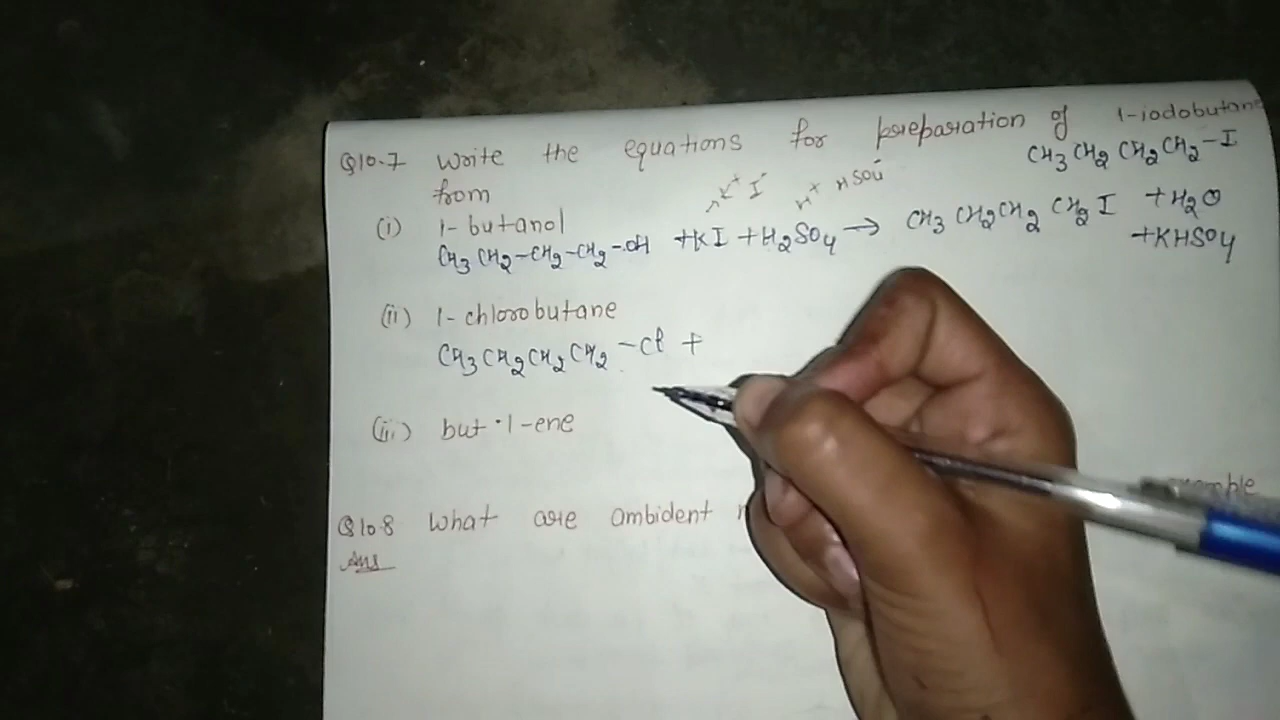 Q10.7 Write the equations for preparation of 1-iodobutane
from CH3 CH2 CH2 CH2-I
K+ I- H+ HSO4-
(i) 1-butanol
CH3 CH2-CH2-CH2-OH +KI +H2SO4 → CH3 CH2 CH2 CH2 I +H2O
+KHSO4
(ii) 1-chlorobutane
CH3 CH2 CH2 CH2 -Cl +
(iii) but-1-ene
Q10.8 What are ambident
Ans